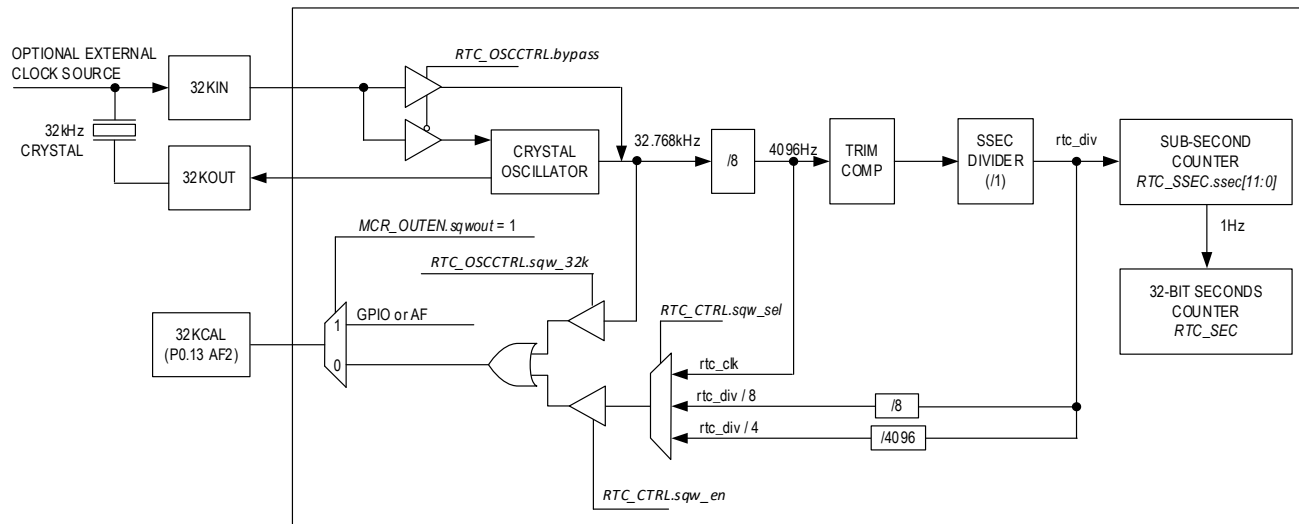 OPTIONAL EXTERNAL
CLOCK SOURCE
32KIN
RTC_OSCCTRL.bypass
32kHz
CRYSTAL
32KOUT
CRYSTAL
OSCILLATOR
32.768kHz
/8
4096Hz
TRIM
COMP
SSEC
DIVIDER
(/1)
rtc_div
SUB-SECOND
COUNTER
RTC_SSEC.ssec[11:0]
1Hz
32-BIT SECONDS
COUNTER
RTC_SEC
MCR_OUTEN.sqwout = 1
RTC_OSCCTRL.sqw_32k
RTC_CTRL.sqw_sel
32KCAL
(P0.13 AF2)
1
0
GPIO or AF
rtc_clk
rtc_div / 8
/8
rtc_div / 4
/4096
RTC_CTRL.sqw_en